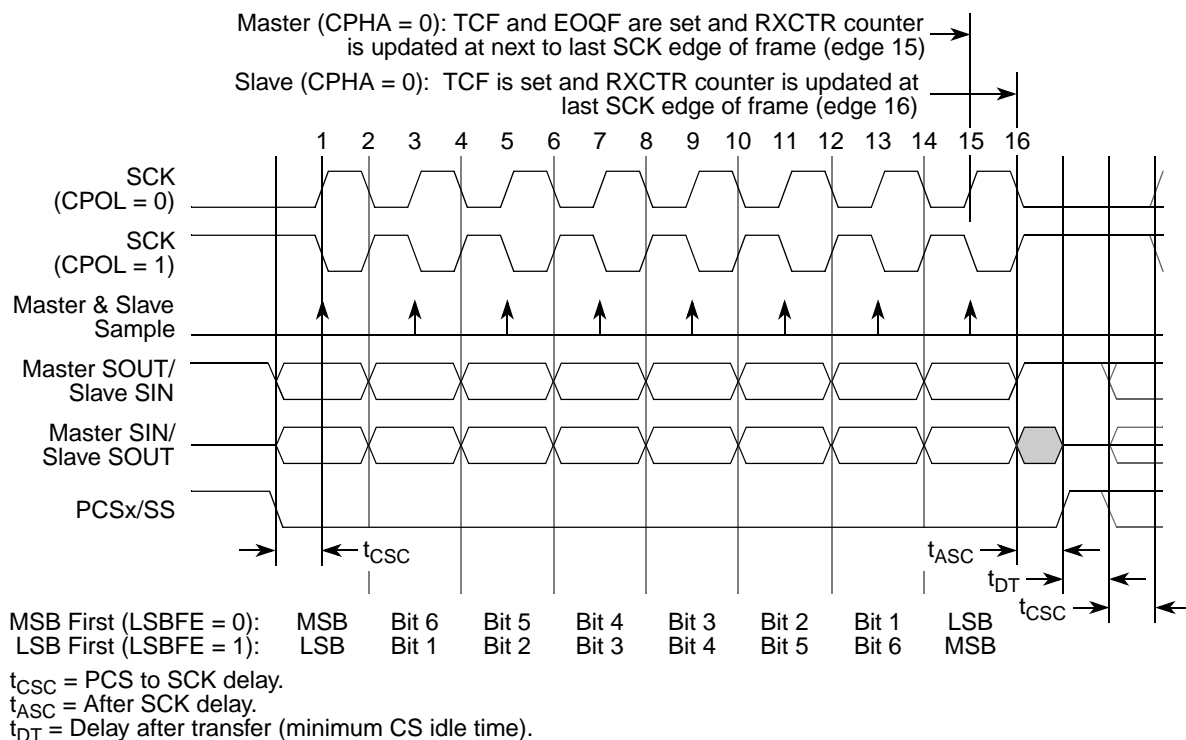 Master (CPHA = 0): TCF and EOQF are set and RXCTR counter
is updated at next to last SCK edge of frame (edge 15)
Slave (CPHA = 0): TCF is set and RXCTR counter is updated at
last SCK edge of frame (edge 16)
1 2 3 4 5 6 7 8 9 10 11 12 13 14 15 16
SCK
(CPOL = 0)
SCK
(CPOL = 1)
Master & Slave
Sample
Master SOUT/
Slave SIN
Master SIN/
Slave SOUT
PCSx/SS
tCSC
tASC
tDT
tCSC
MSB First (LSBFE = 0): MSB Bit 6 Bit 5 Bit 4 Bit 3 Bit 2 Bit 1 LSB
LSB First (LSBFE = 1): LSB Bit 1 Bit 2 Bit 3 Bit 4 Bit 5 Bit 6 MSB
tCSC = PCS to SCK delay.
tASC = After SCK delay.
tDT = Delay after transfer (minimum CS idle time).